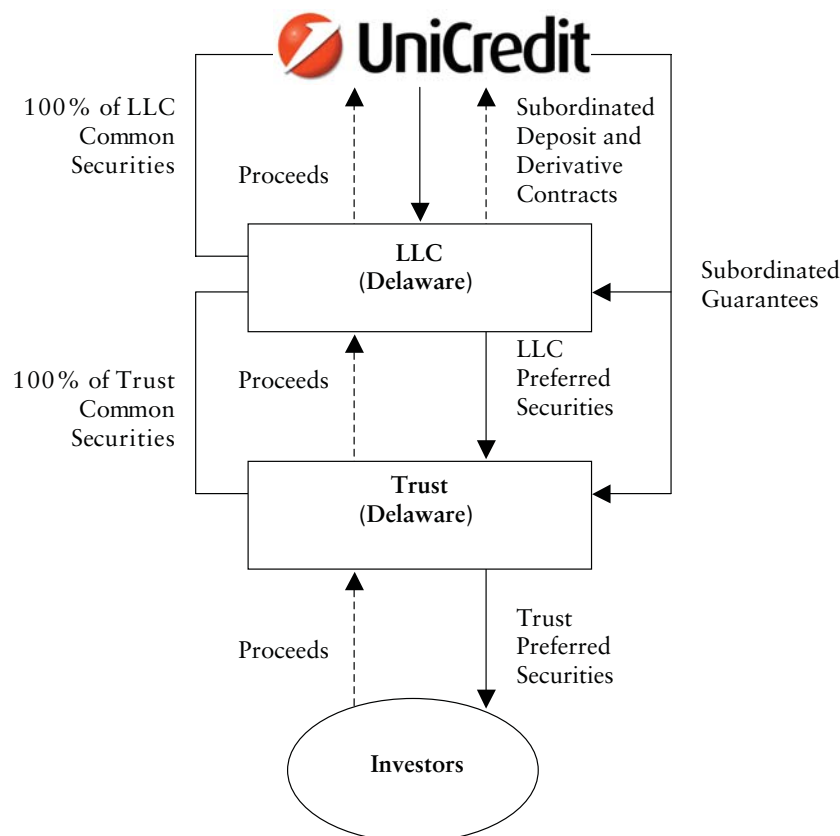 UniCredit
100% of LLC
Common
Securities
Proceeds
Subordinated
Deposit and
Derivative
Contracts
LLC
(Delaware)
Subordinated
Guarantees
100% of Trust
Common
Securities
Proceeds
LLC
Preferred
Securities
Trust
(Delaware)
Proceeds
Trust
Preferred
Securities
Investors